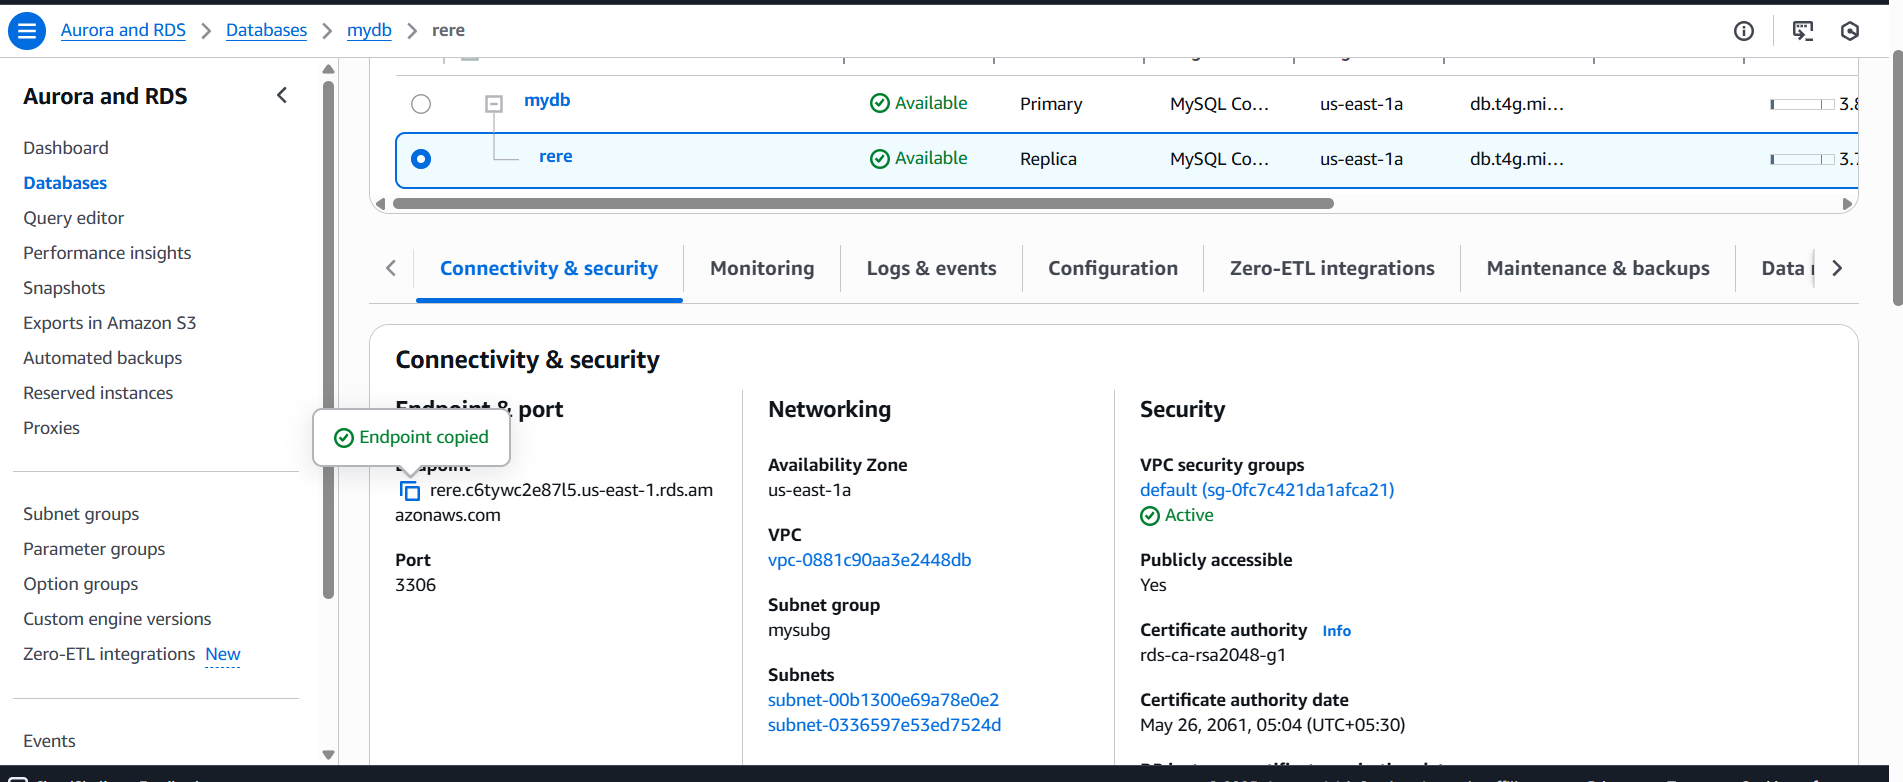 Aurora and RDS > Databases > mydb > rere
Aurora and RDS
Dashboard
Databases
Query editor
Performance insights
Snapshots
Exports in Amazon S3
Automated backups
Reserved instances
Proxies
Subnet groups
Parameter groups
Option groups
Custom engine versions
Zero-ETL integrations New
Events
mydb Available Primary MySQL Co... us-east-1a db.t4g.mi...
rere Available Replica MySQL Co... us-east-1a db.t4g.mi...
Connectivity & security Monitoring Logs & events Configuration Zero-ETL integrations Maintenance & backups Data
Connectivity & security
Endpoint & port
Endpoint copied
Endpoint
rere.c6tywc2e87l5.us-east-1.rds.am
azonaws.com
Port
3306
Networking
Availability Zone
us-east-1a
VPC
vpc-0881c90aa3e2448db
Subnet group
mysubg
Subnets
subnet-00b1300e69a78e0e2
subnet-0336597e53ed7524d
Security
VPC security groups
default (sg-0fc7c421da1afca21)
Active
Publicly accessible
Yes
Certificate authority Info
rds-ca-rsa2048-g1
Certificate authority date
May 26, 2061, 05:04 (UTC+05:30)